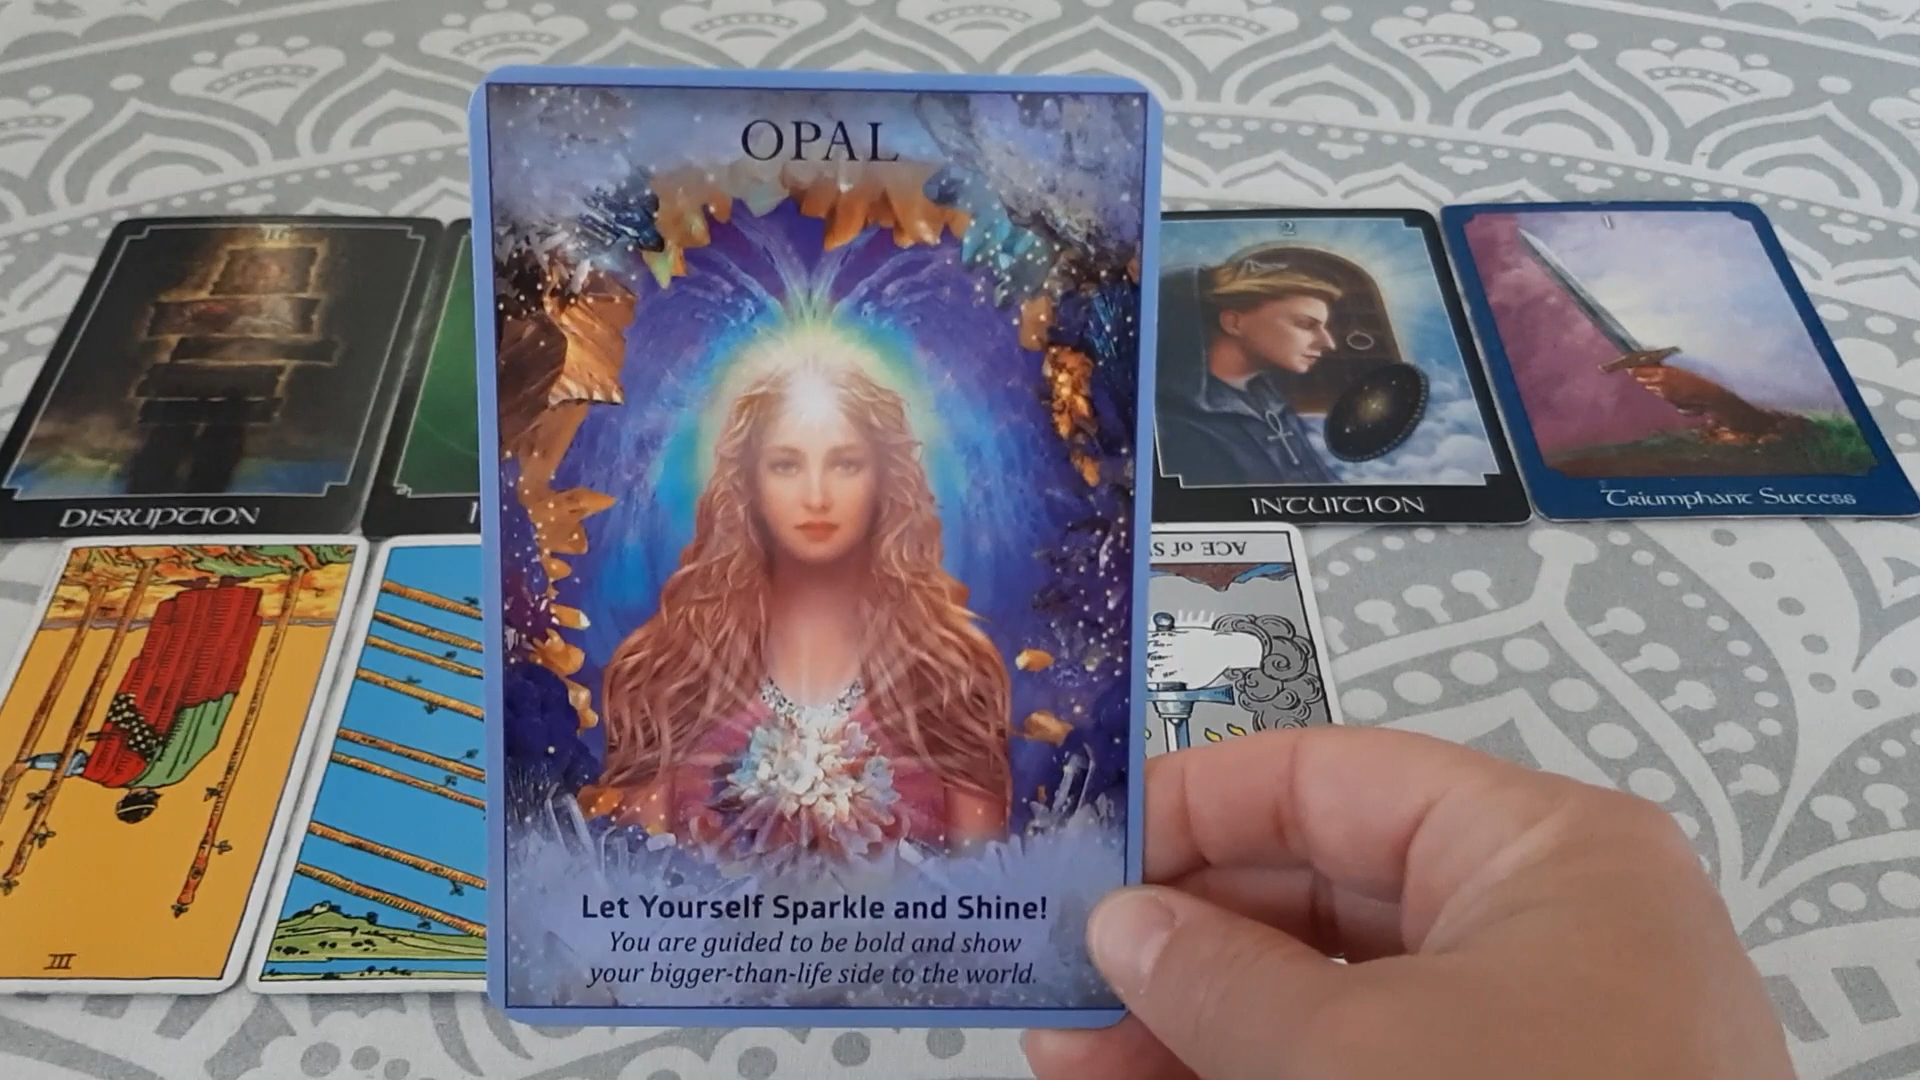 OPAL
Let Yourself Sparkle and Shine!
You are guided to be bold and show
your bigger-than-life side to the world.
DISRUPTION
2
INTUITION
1
Triumphant Success
ACE of S
III